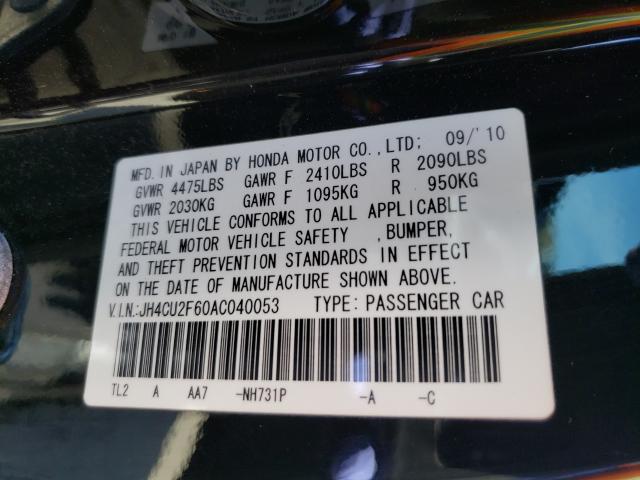 MFD. IN JAPAN BY HONDA MOTOR CO.,LTD: 09/'10
GVWR 4475LBS GAWR F 2410LBS R 2090LBS
GVWR 2030KG GAWR F 1095KG R 950KG
THIS VEHICLE CONFORMS TO ALL APPLICABLE
FEDERAL MOTOR VEHICLE SAFETY ,BUMPER,
AND THEFT PREVENTION STANDARDS IN EFFECT
ON THE DATE OF MANUFACTURE SHOWN ABOVE.
V.I.N.:JH4CU2F60AC040053 TYPE: PASSENGER CAR
TL2 A AA7 -NH731P -A -C